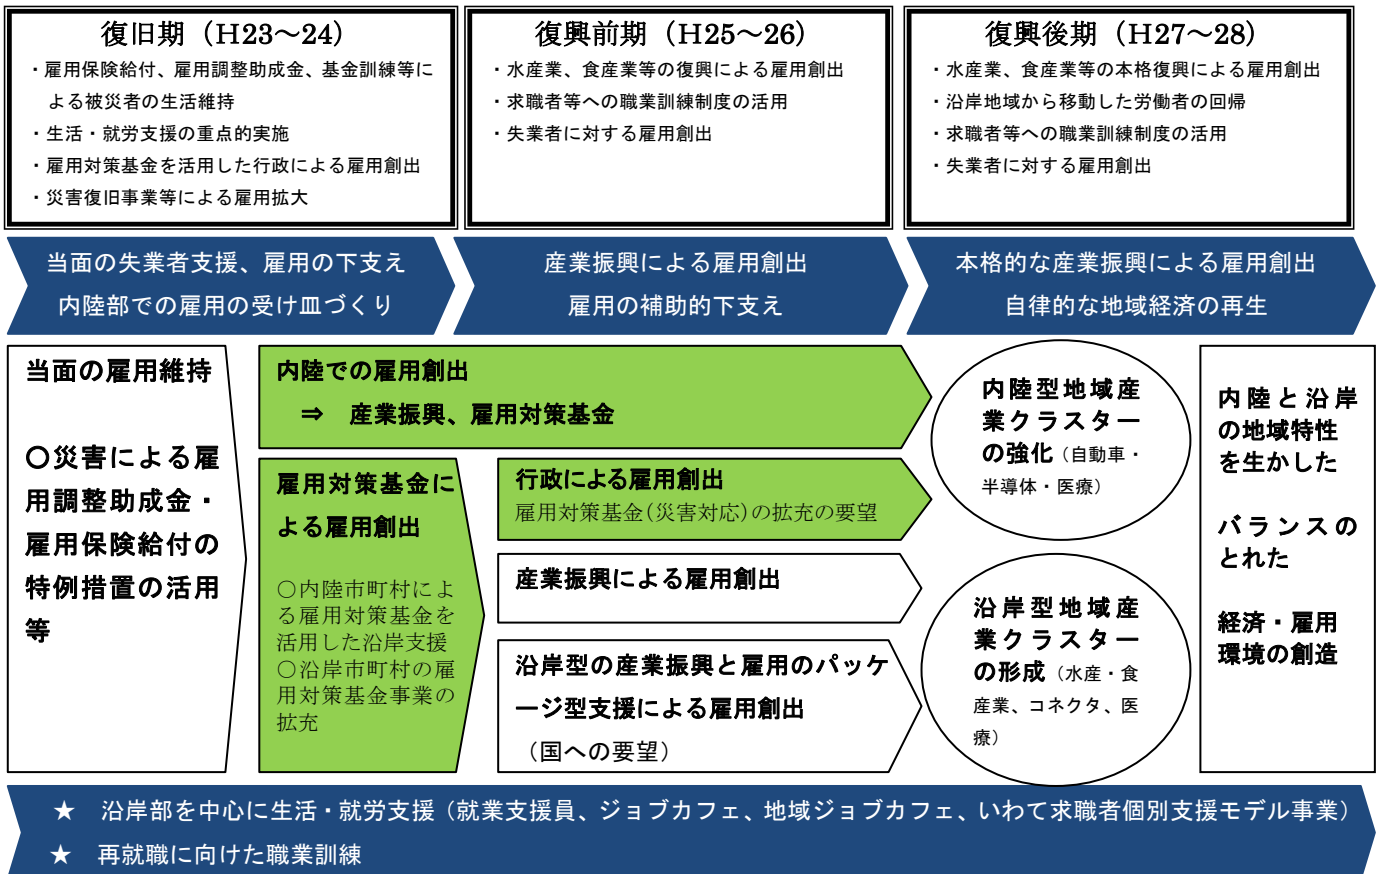 復旧期（H23～24）
・雇用保険給付、雇用調整助成金、基金訓練等に
よる被災者の生活維持
・生活・就労支援の重点的実施
・雇用対策基金を活用した行政による雇用創出
・災害復旧事業等による雇用拡大
復興前期（H25～26）
・水産業、食産業等の復興による雇用創出
・求職者等への職業訓練制度の活用
・失業者に対する雇用創出
復興後期（H27～28）
・水産業、食産業等の本格復興による雇用創出
・沿岸地域から移動した労働者の回帰
・求職者等への職業訓練制度の活用
・失業者に対する雇用創出
当面の失業者支援、雇用の下支え
内陸部での雇用の受け皿づくり
産業振興による雇用創出
雇用の補助的下支え
本格的な産業振興による雇用創出
自律的な地域経済の再生
当面の雇用維持
〇災害による雇
用調整助成金・
雇用保険給付の
特例措置の活用
等
内陸での雇用創出
⇒　産業振興、雇用対策基金
雇用対策基金に
よる雇用創出
○内陸市町村によ
る雇用対策基金を
活用した沿岸支援
○沿岸市町村の雇
用対策基金事業の
拡充
行政による雇用創出
雇用対策基金(災害対応)の拡充の要望
産業振興による雇用創出
沿岸型の産業振興と雇用のパッケ
ージ型支援による雇用創出
（国への要望）
内陸型地域産
業クラスター
の強化（自動車・
半導体・医療）
沿岸型地域産
業クラスター
の形成（水産・食
産業、コネクタ、医
療）
内陸と沿岸
の地域特性
を生かした
バランスの
とれた
経済・雇用
環境の創造
★　沿岸部を中心に生活・就労支援（就業支援員、ジョブカフェ、地域ジョブカフェ、いわて求職者個別支援モデル事業）
★　再就職に向けた職業訓練